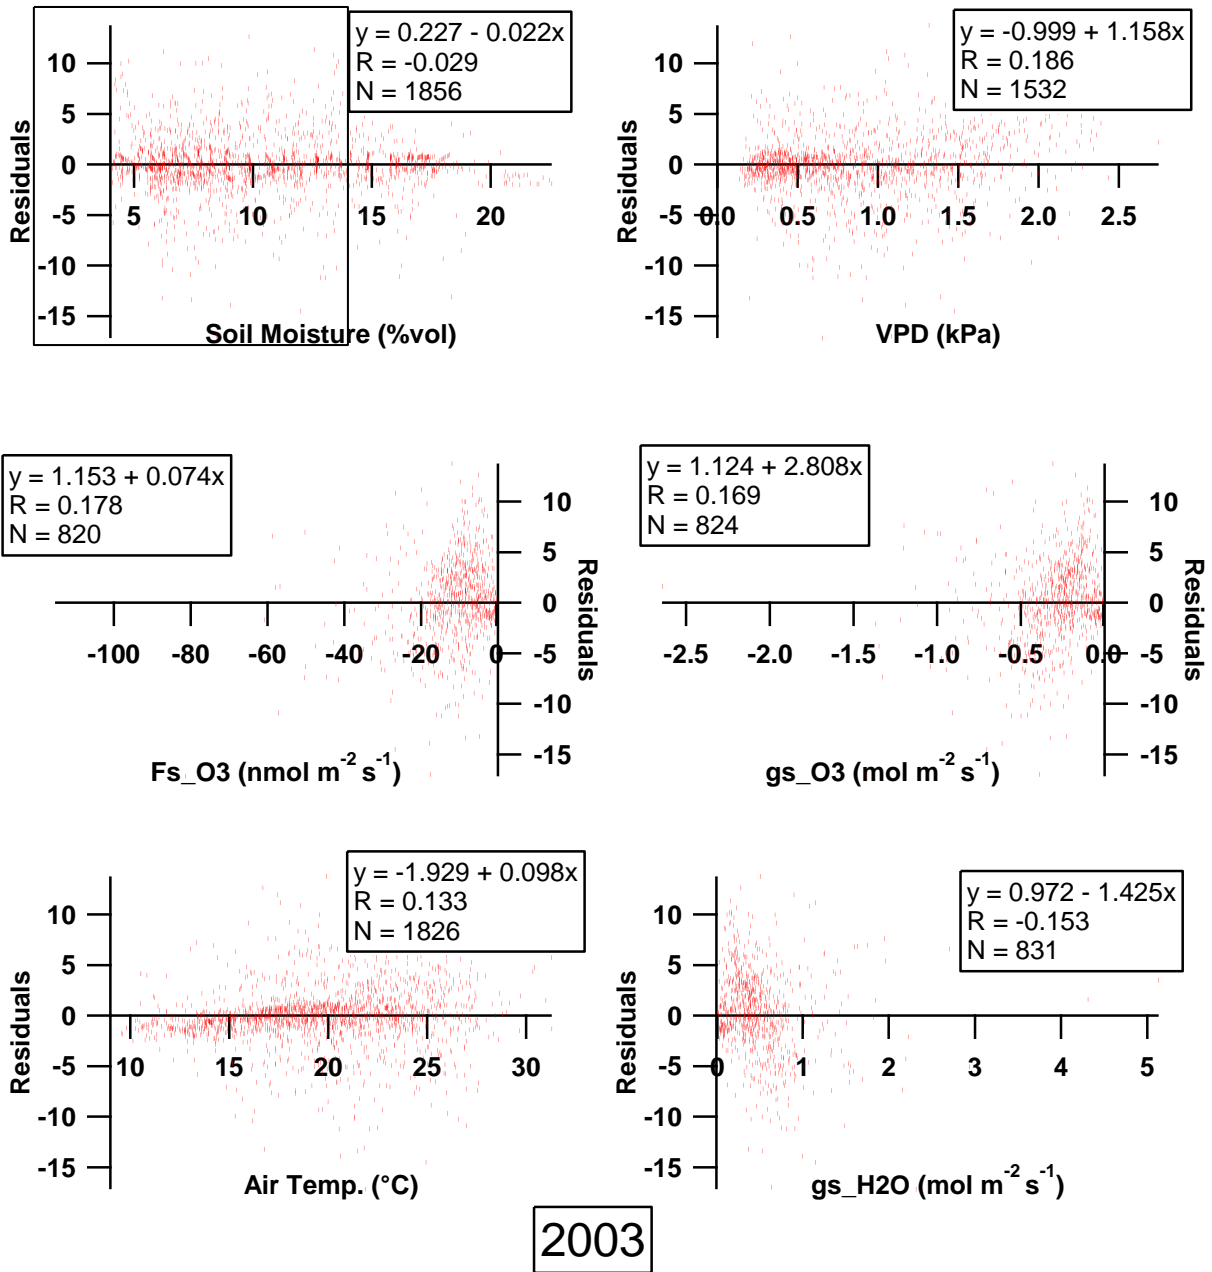 y = 0.227 - 0.022x
R = -0.029
N = 1856
10
5
0
-5
-10
-15
Residuals
5
10
15
20
Soil Moisture (%vol)
y = -0.999 + 1.158x
R = 0.186
N = 1532
10
5
0
-5
-10
-15
Residuals
0.0
0.5
1.0
1.5
2.0
2.5
VPD (kPa)
y = 1.153 + 0.074x
R = 0.178
N = 820
10
5
0
-5
-10
-15
Residuals
-100
-80
-60
-40
-20
0
Fs_O3 (nmol m-2 s-1)
y = 1.124 + 2.808x
R = 0.169
N = 824
10
5
0
-5
-10
-15
Residuals
-2.5
-2.0
-1.5
-1.0
-0.5
0.0
gs_O3 (mol m-2 s-1)
y = -1.929 + 0.098x
R = 0.133
N = 1826
10
5
0
-5
-10
-15
Residuals
10
15
20
25
30
Air Temp. (°C)
y = 0.972 - 1.425x
R = -0.153
N = 831
10
5
0
-5
-10
-15
Residuals
0
1
2
3
4
5
gs_H2O (mol m-2 s-1)
2003